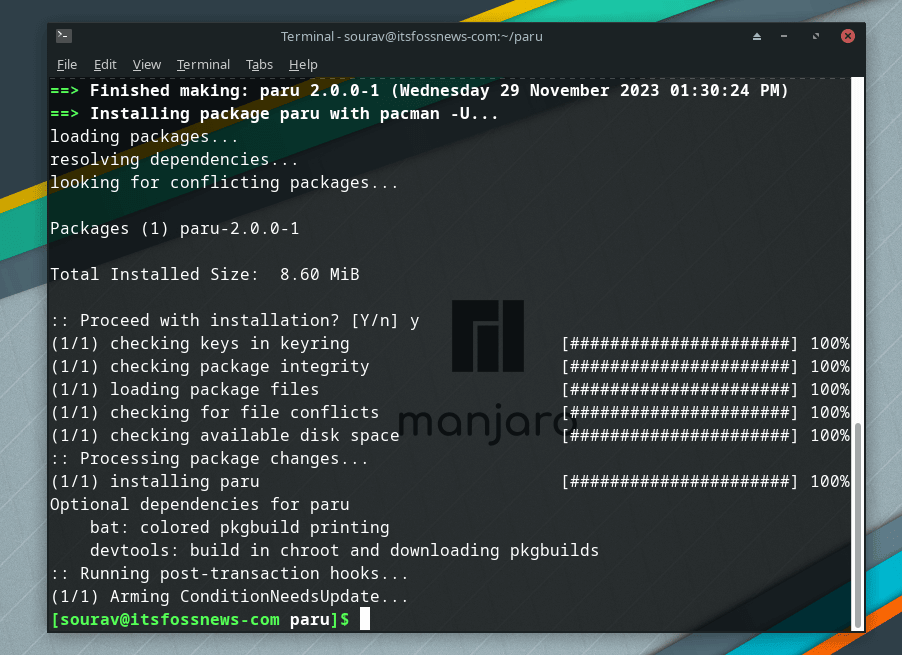 Terminal - sourav@itsfossnews-com:~/paru
File Edit View Terminal Tabs Help
==> Finished making: paru 2.0.0-1 (Wednesday 29 November 2023 01:30:24 PM)
==> Installing package paru with pacman -U...
loading packages...
resolving dependencies...
looking for conflicting packages...
Packages (1) paru-2.0.0-1
Total Installed Size:  8.60 MiB
:: Proceed with installation? [Y/n] y
(1/1) checking keys in keyring [######################] 100%
(1/1) checking package integrity [######################] 100%
(1/1) loading package files [######################] 100%
(1/1) checking for file conflicts [######################] 100%
(1/1) checking available disk space [######################] 100%
:: Processing package changes...
(1/1) installing paru [######################] 100%
Optional dependencies for paru
    bat: colored pkgbuild printing
    devtools: build in chroot and downloading pkgbuilds
:: Running post-transaction hooks...
(1/1) Arming ConditionNeedsUpdate...
[sourav@itsfossnews-com paru]$
manjaro